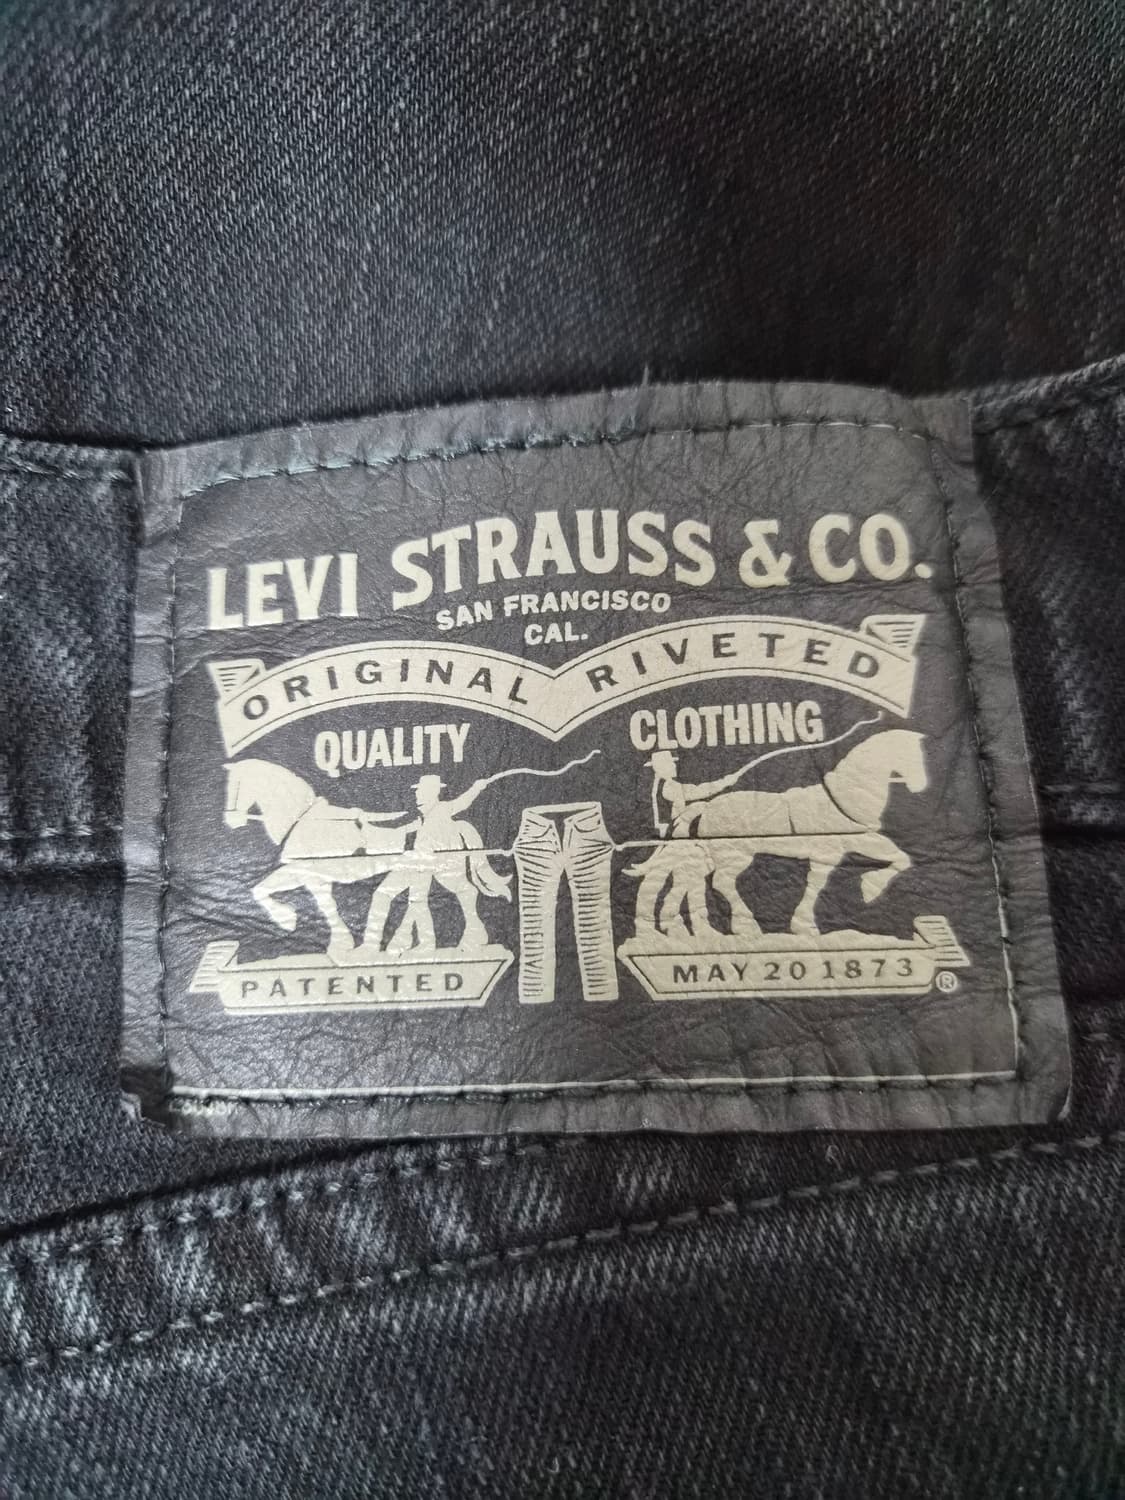 LEVI STRAUSS & CO.
SAN FRANCISCO
CAL.
ORIGINAL RIVETED
QUALITY CLOTHING
PATENTED MAY 20 1873 ®